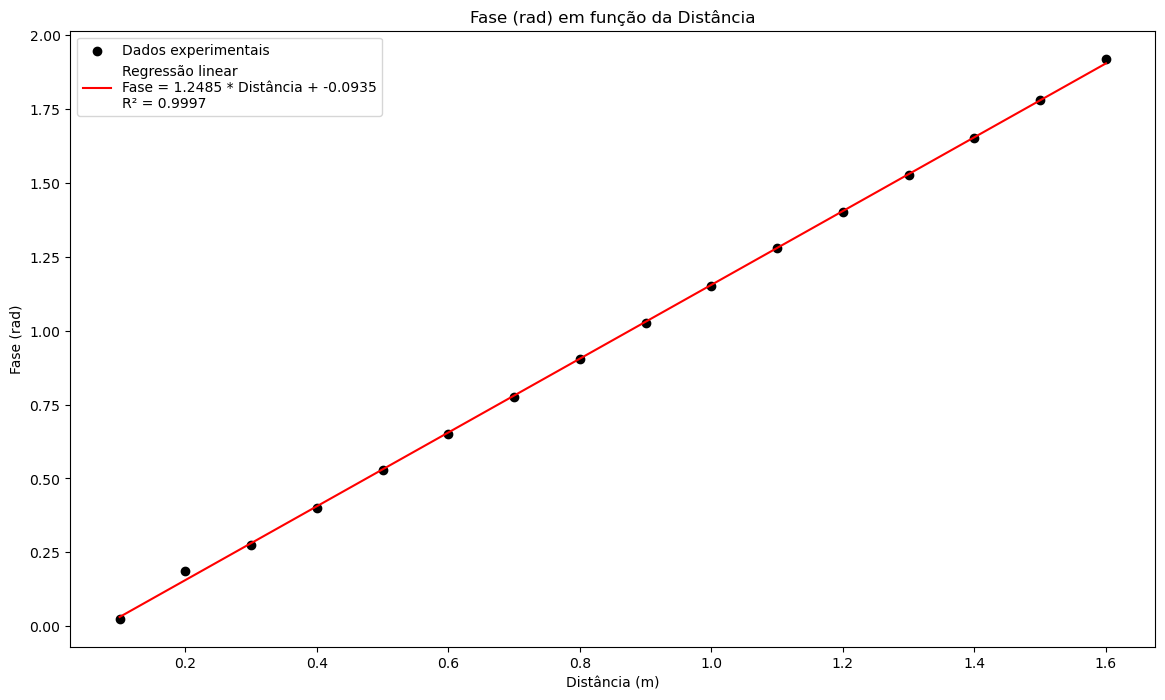 Fase (rad) em função da Distância
Dados experimentais
Regressão linear
Fase = 1.2485 * Distância + -0.0935
R² = 0.9997
Fase (rad)
2.00
1.75
1.50
1.25
1.00
0.75
0.50
0.25
0.00
0.2 0.4 0.6 0.8 1.0 1.2 1.4 1.6
Distância (m)